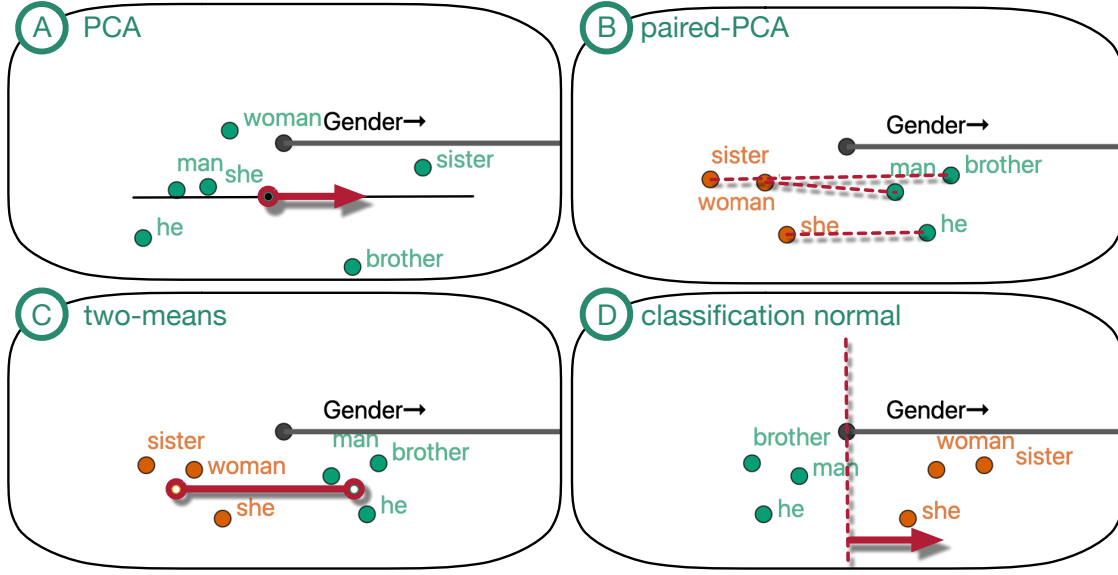 A PCA
woman
Gender→
man
she
sister
he
brother
B paired-PCA
Gender→
sister
man
brother
woman
she
he
C two-means
Gender→
sister
man
brother
woman
she
he
D classification normal
Gender→
brother
woman
sister
man
he
she